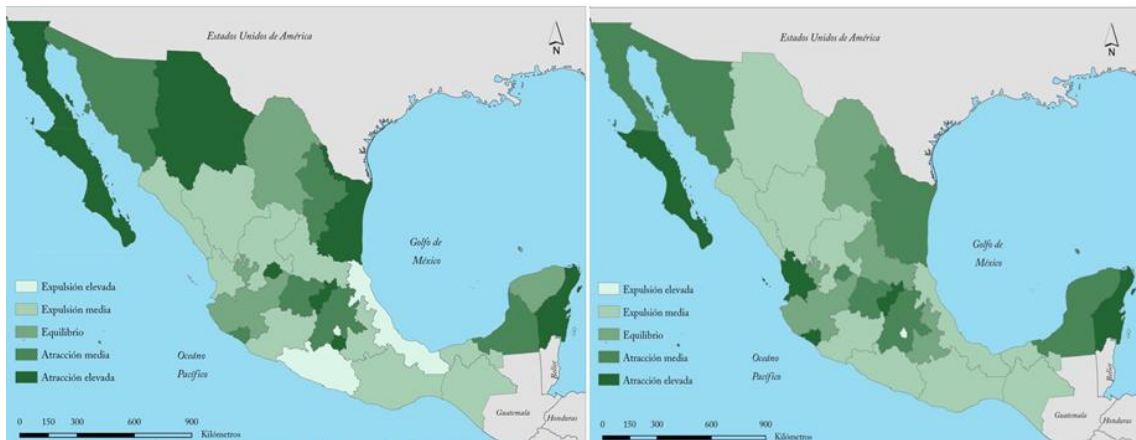 Estados Unidos de América
N
Golfo de
México
Expulsión elevada
Expulsión media
Equilibrio
Atracción media
Atracción elevada
Oceáno
Pacífico
Belice
Guatemala
Honduras
0 150 300 600 900
Kilómetros
Estados Unidos de América
N
Golfo de
México
Expulsión elevada
Expulsión media
Equilibrio
Atracción media
Atracción elevada
Oceáno
Pacífico
Belice
Guatemala
Honduras
0 150 300 600 900
Kilómetros